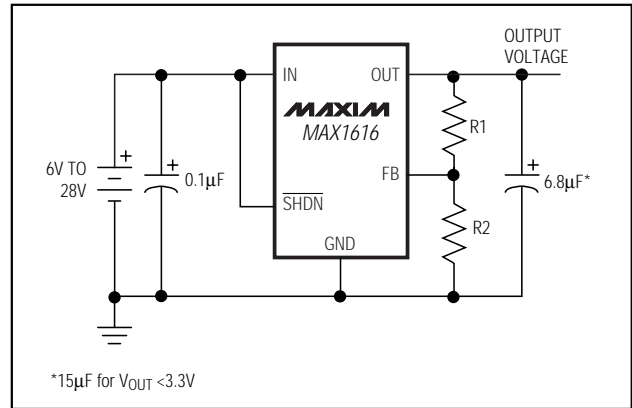 OUTPUT
VOLTAGE
IN
OUT
MAXIM
MAX1616
R1
6V TO
28V
+
+
0.1µF
FB
+
6.8µF*
SHDN
R2
GND
*15µF for VOUT <3.3V